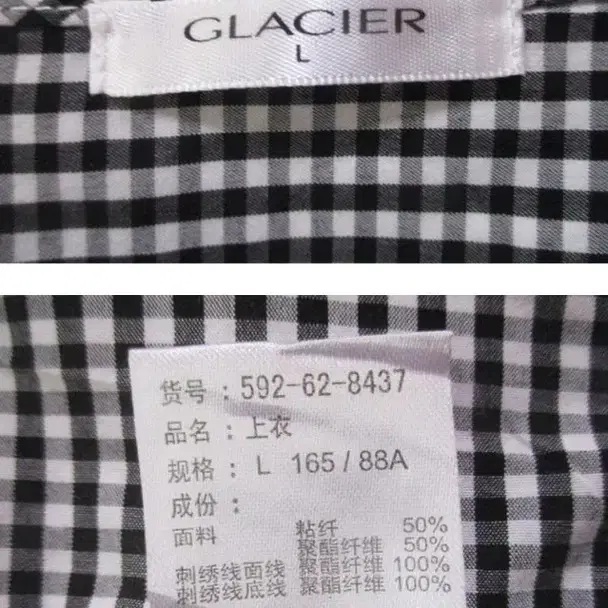 GLACIER
L
货号：592-62-8437
品名：上衣
规格：L 165 / 88A
成份：
面料 粘纤 50%
聚酯纤维 50%
刺绣线面线 聚酯纤维 100%
刺绣线底线 聚酯纤维 100%